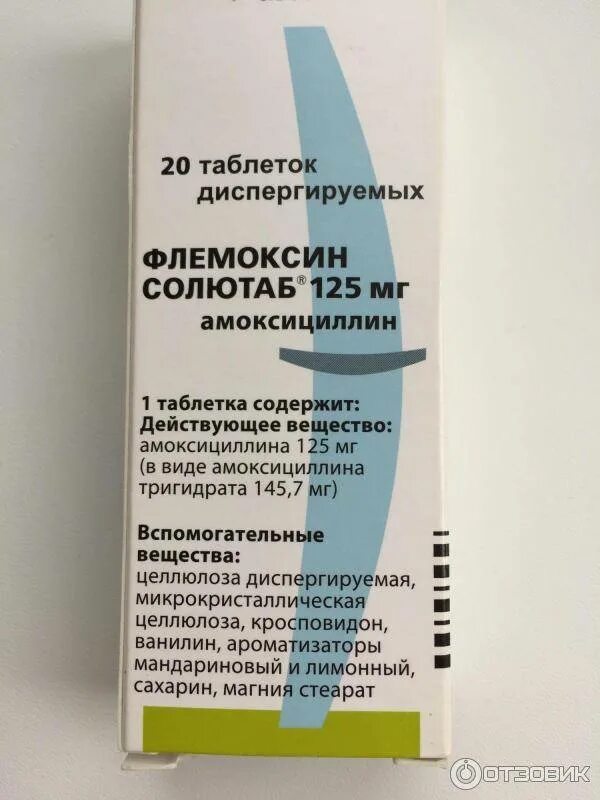 20 таблеток
диспергируемых
ФЛЕМОКСИН
СОЛЮТАБ® 125 мг
амоксициллин
1 таблетка содержит:
Действующее вещество:
амоксициллина 125 мг
(в виде амоксициллина
тригидрата 145,7 мг)
Вспомогательные
вещества:
целлюлоза диспергируемая,
микрокристаллическая
целлюлоза, кросповидон,
ванилин, ароматизаторы
мандариновый и лимонный,
сахарин, магния стеарат
ОТЗОВИК